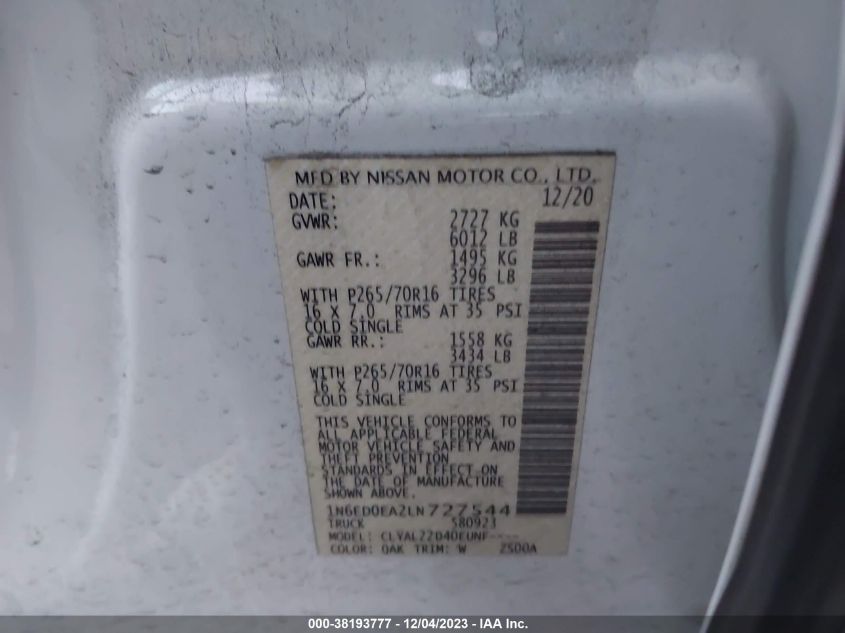 MFD BY NISSAN MOTOR CO., LTD.
DATE: 12/20
GVWR: 2727 KG
6012 LB
GAWR FR.: 1495 KG
3296 LB
WITH P265/70R16 TIRES
16 X 7.0 RIMS AT 35 PSI
COLD SINGLE
GAWR RR.: 1558 KG
3434 LB
WITH P265/70R16 TIRES
16 X 7.0 RIMS AT 35 PSI
COLD SINGLE
THIS VEHICLE CONFORMS TO
ALL APPLICABLE FEDERAL
MOTOR VEHICLE SAFETY AND
THEFT PREVENTION
STANDARDS IN EFFECT ON
THE DATE OF MANUFACTURE
SHOWN ABOVE.
1N6ED0EA2LN727544
TRUCK 580923
MODEL: CLYAL22D40EUNF----
COLOR: QAK TRIM: W 2S00A
000-38193777 - 12/04/2023 - IAA Inc.